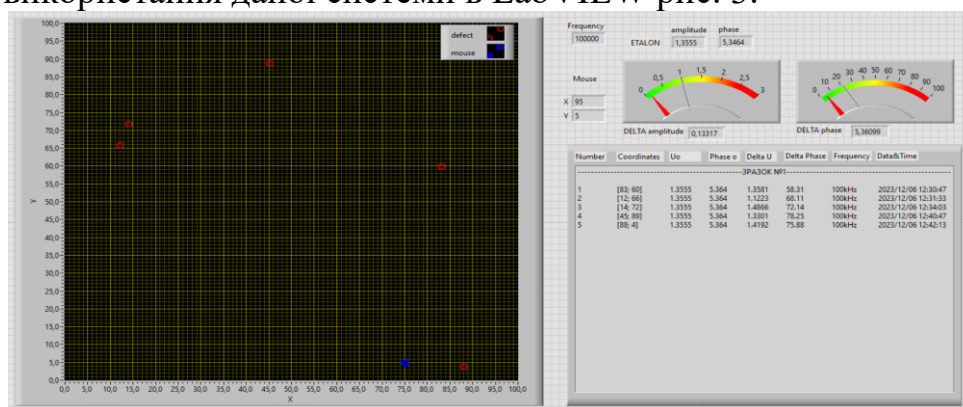 використання даної системи в LabVIEW рис. 3.
100,0
95,0
90,0
85,0
80,0
75,0
70,0
65,0
60,0
55,0
50,0
45,0
40,0
35,0
30,0
25,0
20,0
15,0
10,0
5,0
0,0
Y
0,0 5,0 10,0 15,0 20,0 25,0 30,0 35,0 40,0 45,0 50,0 55,0 60,0 65,0 70,0 75,0 80,0 85,0 90,0 95,0 100,0
X
defect
mouse
Frequency
100000
amplitude phase
ETALON 1,3555 5,3464
Mouse
X 95
Y 5
0 0,5 1 1,5 2 2,5 3
DELTA amplitude 0,13317
0 10 20 30 40 50 60 70 80 90 100
DELTA phase 5,36099
Number Coordinates Uo Phase o Delta U Delta Phase Frequency Data&Time
ЗРАЗОК №1
1 [83; 60] 1.3555 5.364 1.3581 58.31 100kHz 2023/12/06 12:30:47
2 [12; 66] 1.3555 5.364 1.1223 68.11 100kHz 2023/12/06 12:31:33
3 [14; 72] 1.3555 5.364 1.4866 72.14 100kHz 2023/12/06 12:34:03
4 [45; 89] 1.3555 5.364 1.3301 78.25 100kHz 2023/12/06 12:40:47
5 [88; 4] 1.3555 5.364 1.4192 75.88 100kHz 2023/12/06 12:42:13